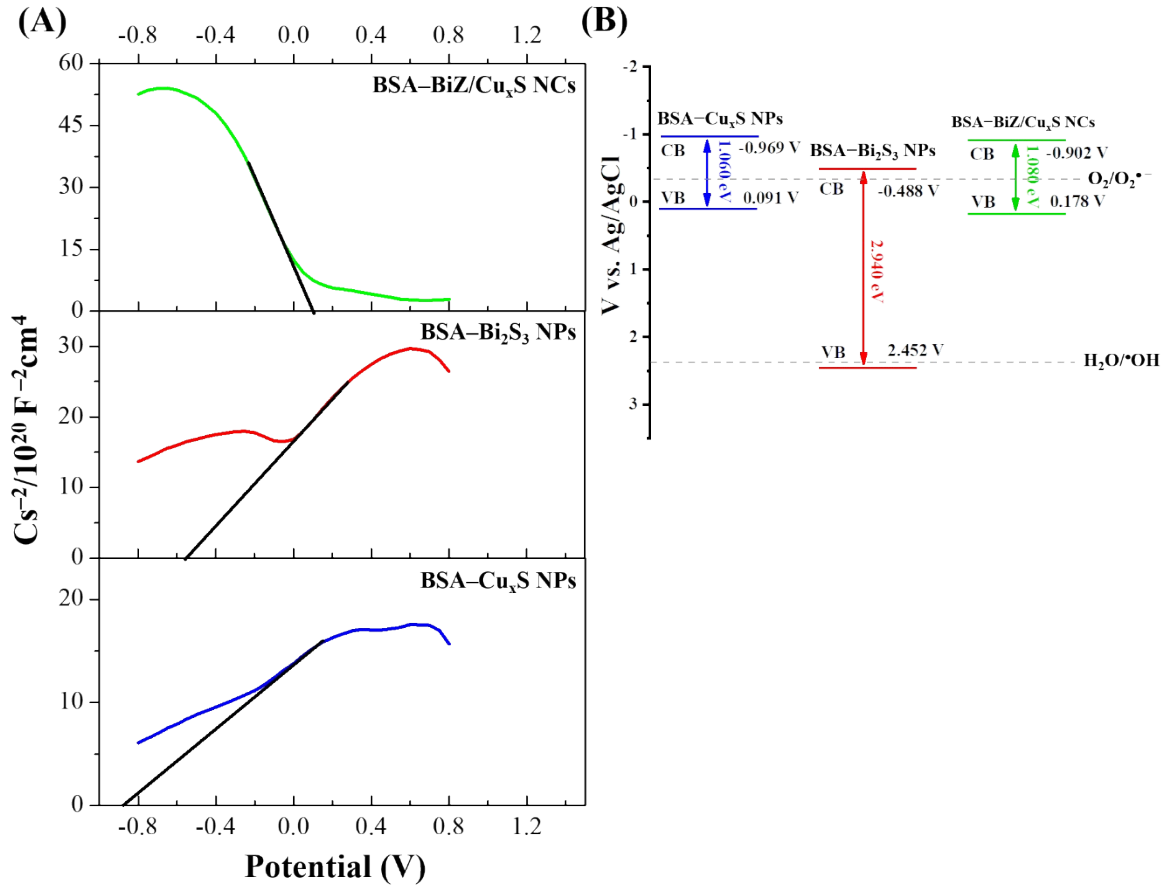 (A)
-0.8 -0.4 0.0 0.4 0.8 1.2
60
45
30
15
0
BSA–BiZ/CuₓS NCs
30
20
10
0
BSA–Bi₂S₃ NPs
20
10
0
BSA–CuₓS NPs
-0.8 -0.4 0.0 0.4 0.8 1.2
Cs⁻²/10²⁰ F⁻²cm⁴
Potential (V)
(B)
V vs. Ag/AgCl
-2
-1
0
1
2
3
BSA–CuₓS NPs
CB -0.969 V
1.060 eV
VB 0.091 V
BSA–Bi₂S₃ NPs
CB -0.488 V
2.940 eV
VB 2.452 V
BSA–BiZ/CuₓS NCs
CB -0.902 V
1.080 eV
VB 0.178 V
O₂/O₂•⁻
H₂O/•OH